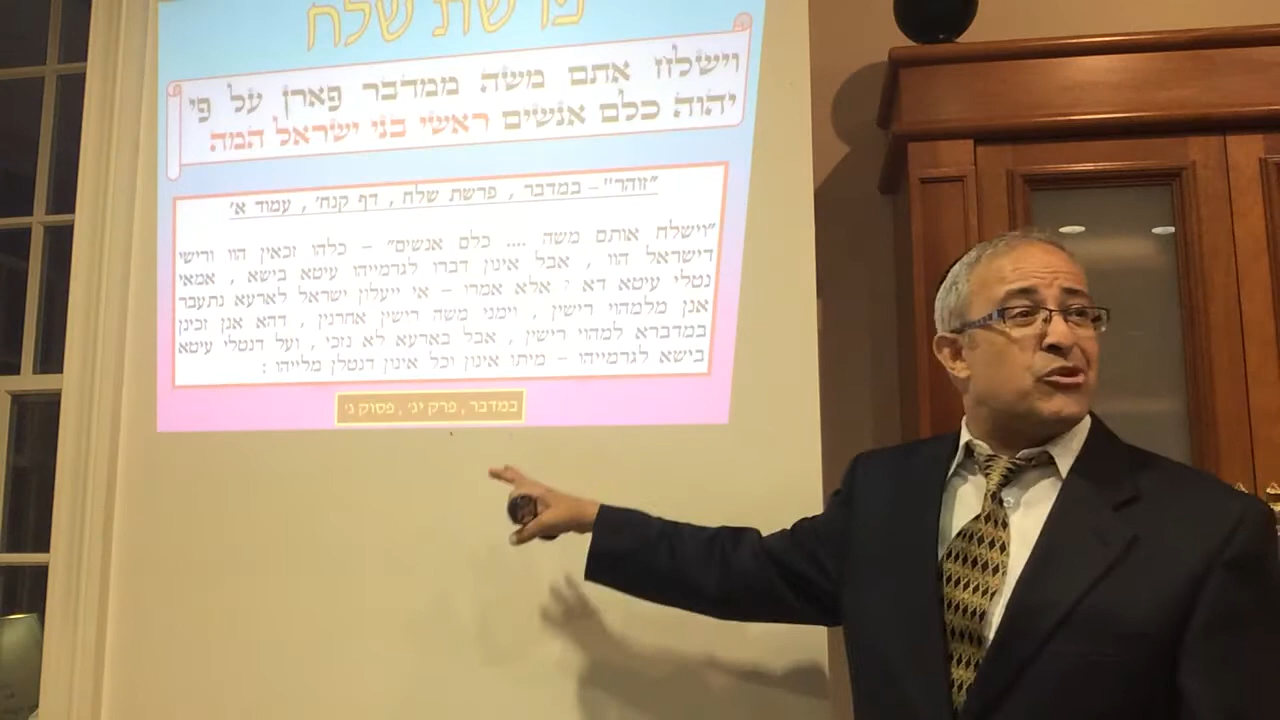 פרשת שלח
וישלח אתם משה ממדבר פארן על פי
יהוה כלם אנשים ראשי בני ישראל המה
"זוהר" – במדבר , פרשת שלח , דף קנח׳ , עמוד א׳
"וישלח אותם משה .... כלם אנשים" – כלהו זכאין הוו ורישי
דישראל הוו , אבל אינון דברו לגרמייהו עיטא בישא , אמאי
נטלי עיטא דא ? אלא אמרו – אי ייעלון ישראל לארעא נתעבר
אנן מלמהוי רישין , וימני משה רישין אחרנין , דהא אנן זכינן
במדברא למהוי רישין , אבל בארעא לא נזכי , ועל דנטלי עיטא
בישא לגרמייהו – מיתו אינון וכל אינון דנטלן מלייהו :
במדבר , פרק יג׳ , פסוק ג׳